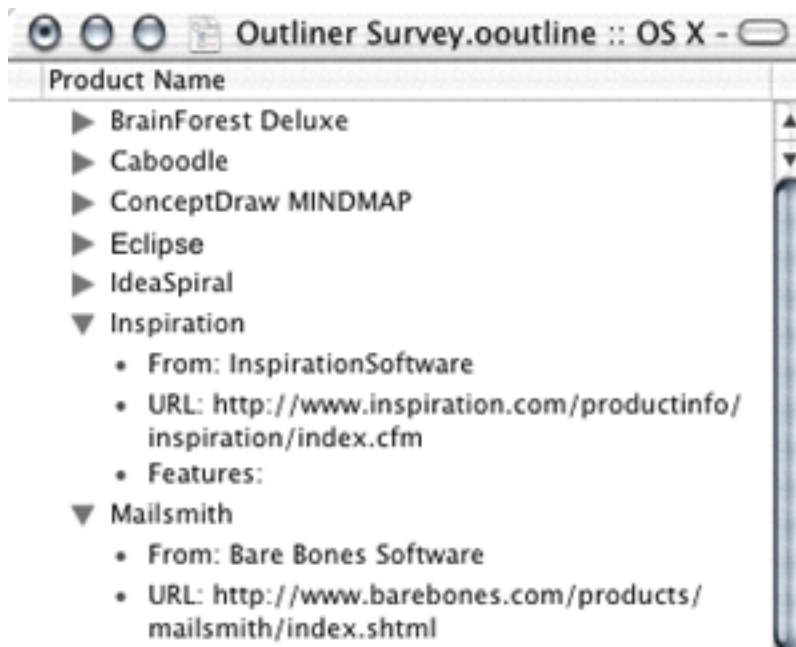 Outliner Survey.ooutline :: OS X -
Product Name
BrainForest Deluxe
Caboodle
ConceptDraw MINDMAP
Eclipse
IdeaSpiral
Inspiration
• From: InspirationSoftware
• URL: http://www.inspiration.com/productinfo/
inspiration/index.cfm
• Features:
Mailsmith
• From: Bare Bones Software
• URL: http://www.barebones.com/products/
mailsmith/index.shtml